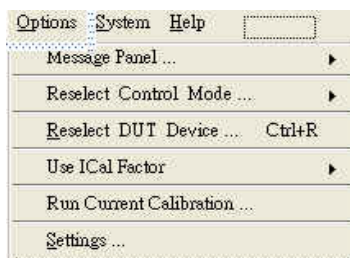 Options System Help
Message Panel ...
Reselect Control Mode ...
Reselect DUT Device ... Ctrl+R
Use ICal Factor
Run Current Calibration ...
Settings ...